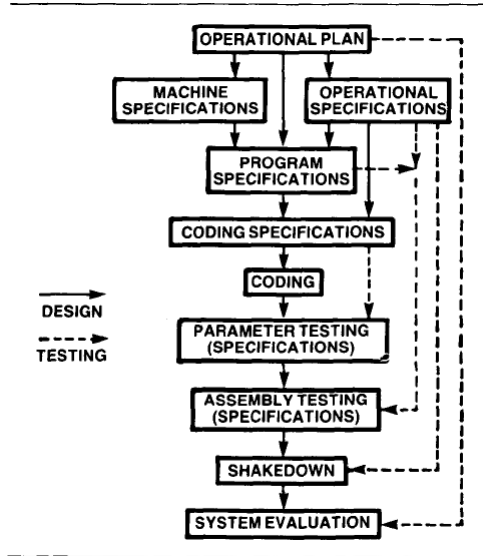 OPERATIONAL PLAN
MACHINE
SPECIFICATIONS
OPERATIONAL
SPECIFICATIONS
PROGRAM
SPECIFICATIONS
CODING SPECIFICATIONS
CODING
DESIGN
TESTING
PARAMETER TESTING
(SPECIFICATIONS)
ASSEMBLY TESTING
(SPECIFICATIONS)
SHAKEDOWN
SYSTEM EVALUATION